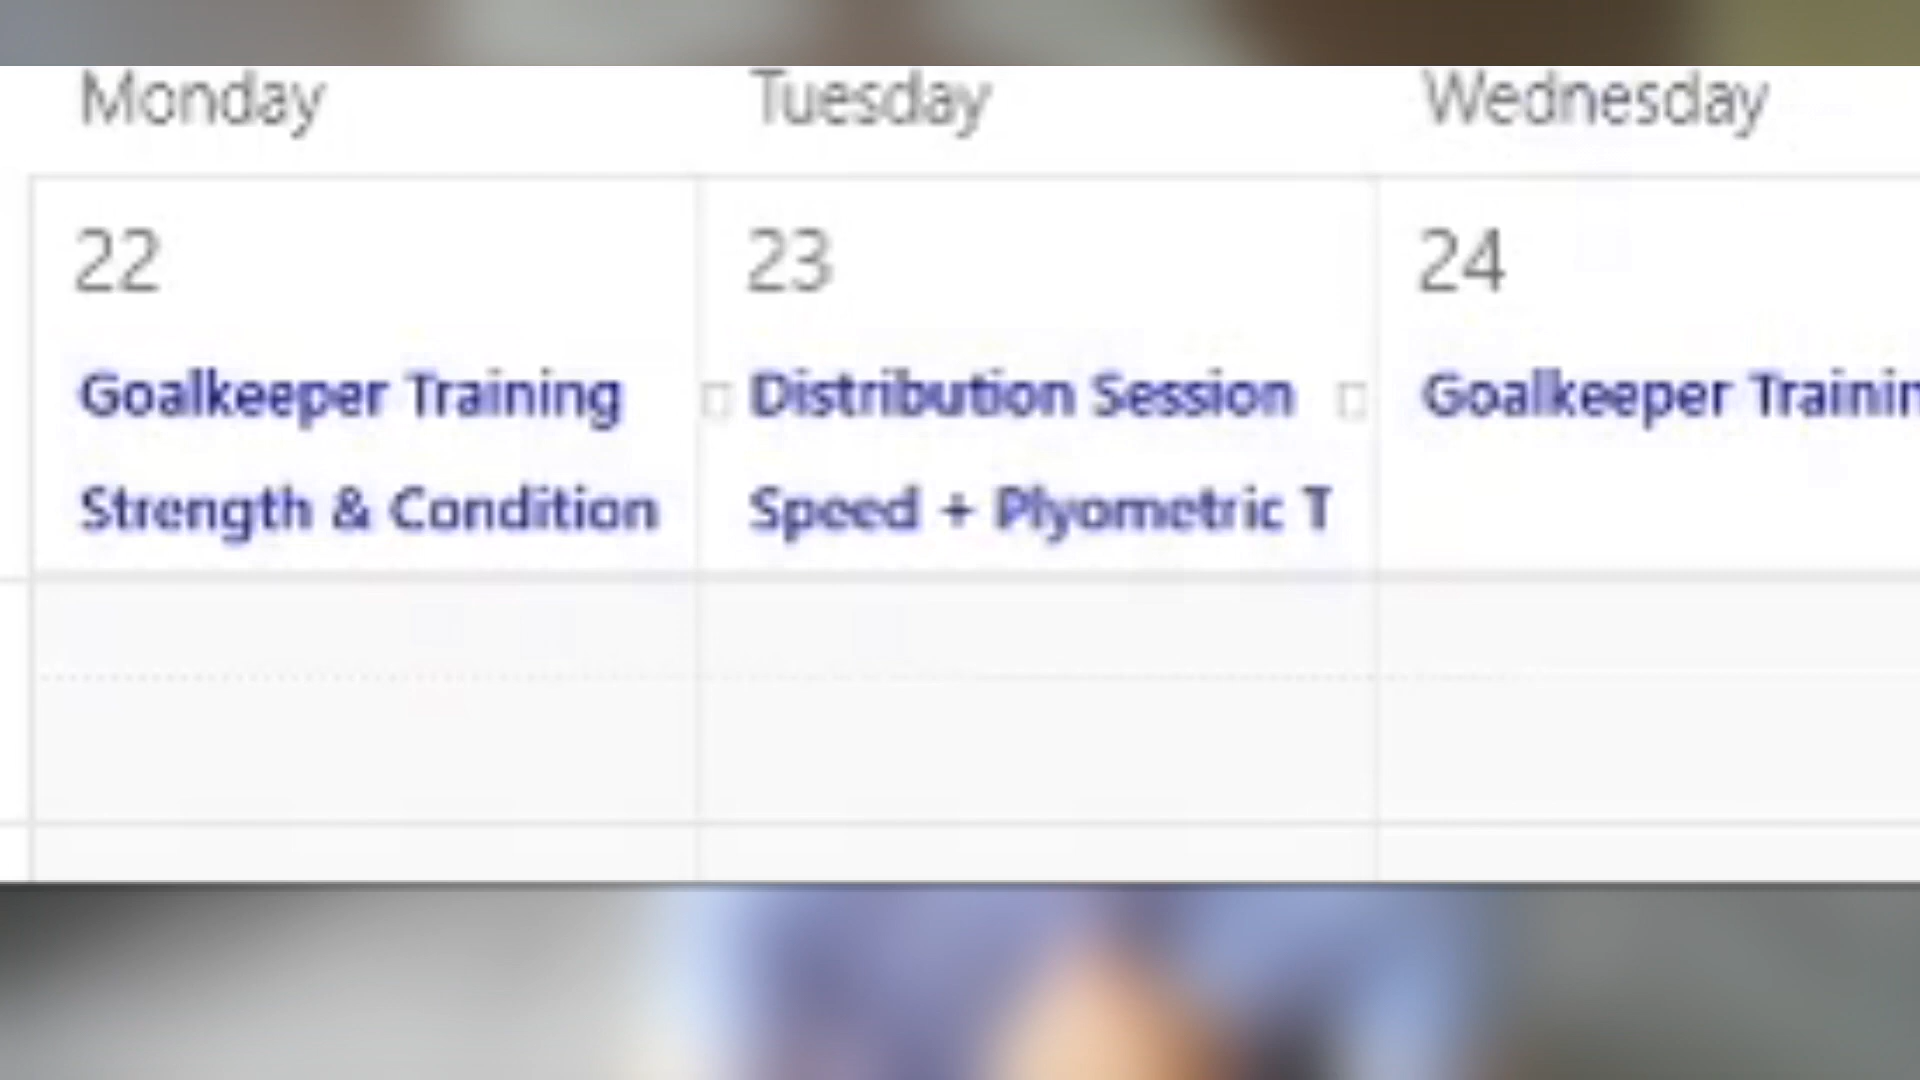 Monday Tuesday Wednesday
22 23 24
Goalkeeper Training Distribution Session Goalkeeper Trainin
Strength & Condition Speed + Plyometric T